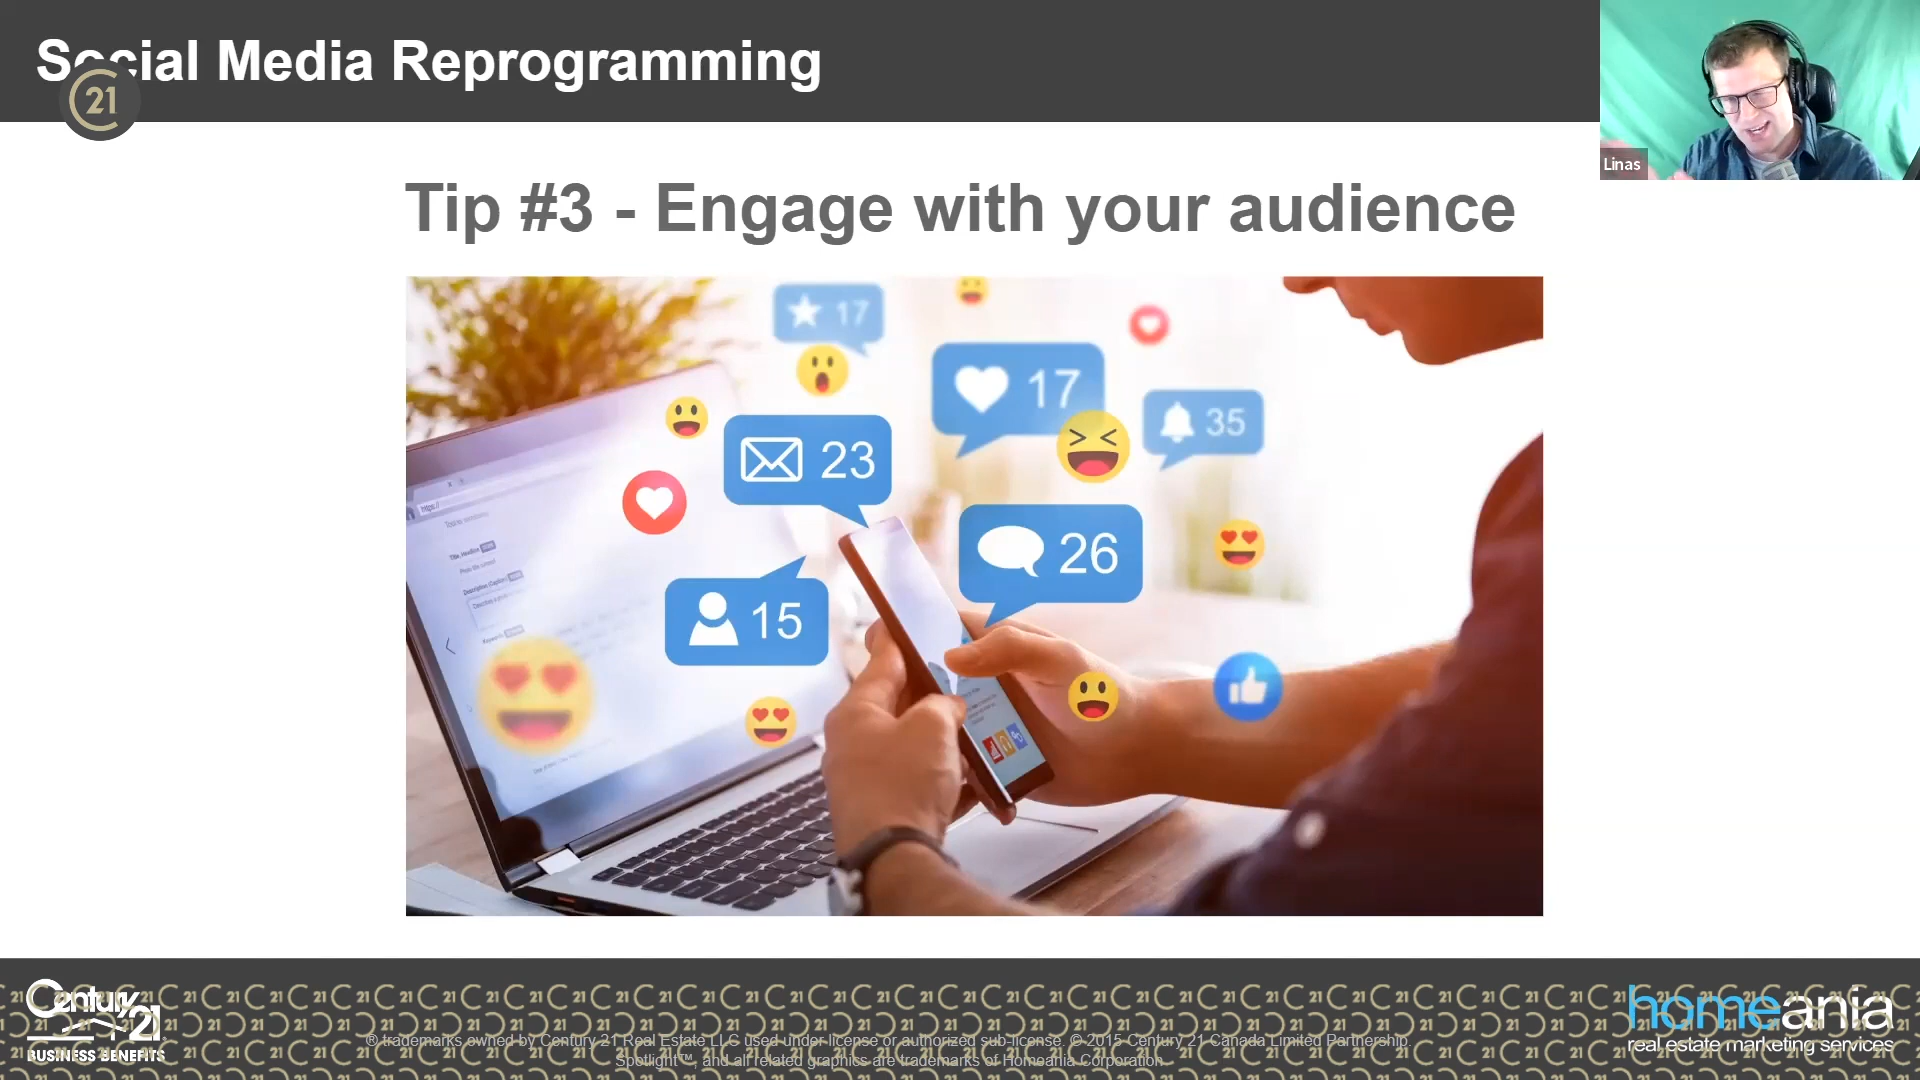 Social Media Reprogramming
21
Linas
Tip #3 - Engage with your audience
17
17
35
23
26
15
https://
Century 21
BUSINESS BENEFITS
® trademarks owned by Century 21 Real Estate LLC used under license or authorized sub-license. © 2015 Century 21 Canada Limited Partnership.
Spotlight™, and all related graphics are trademarks of Homeania Corporation.
homeania
real estate marketing services